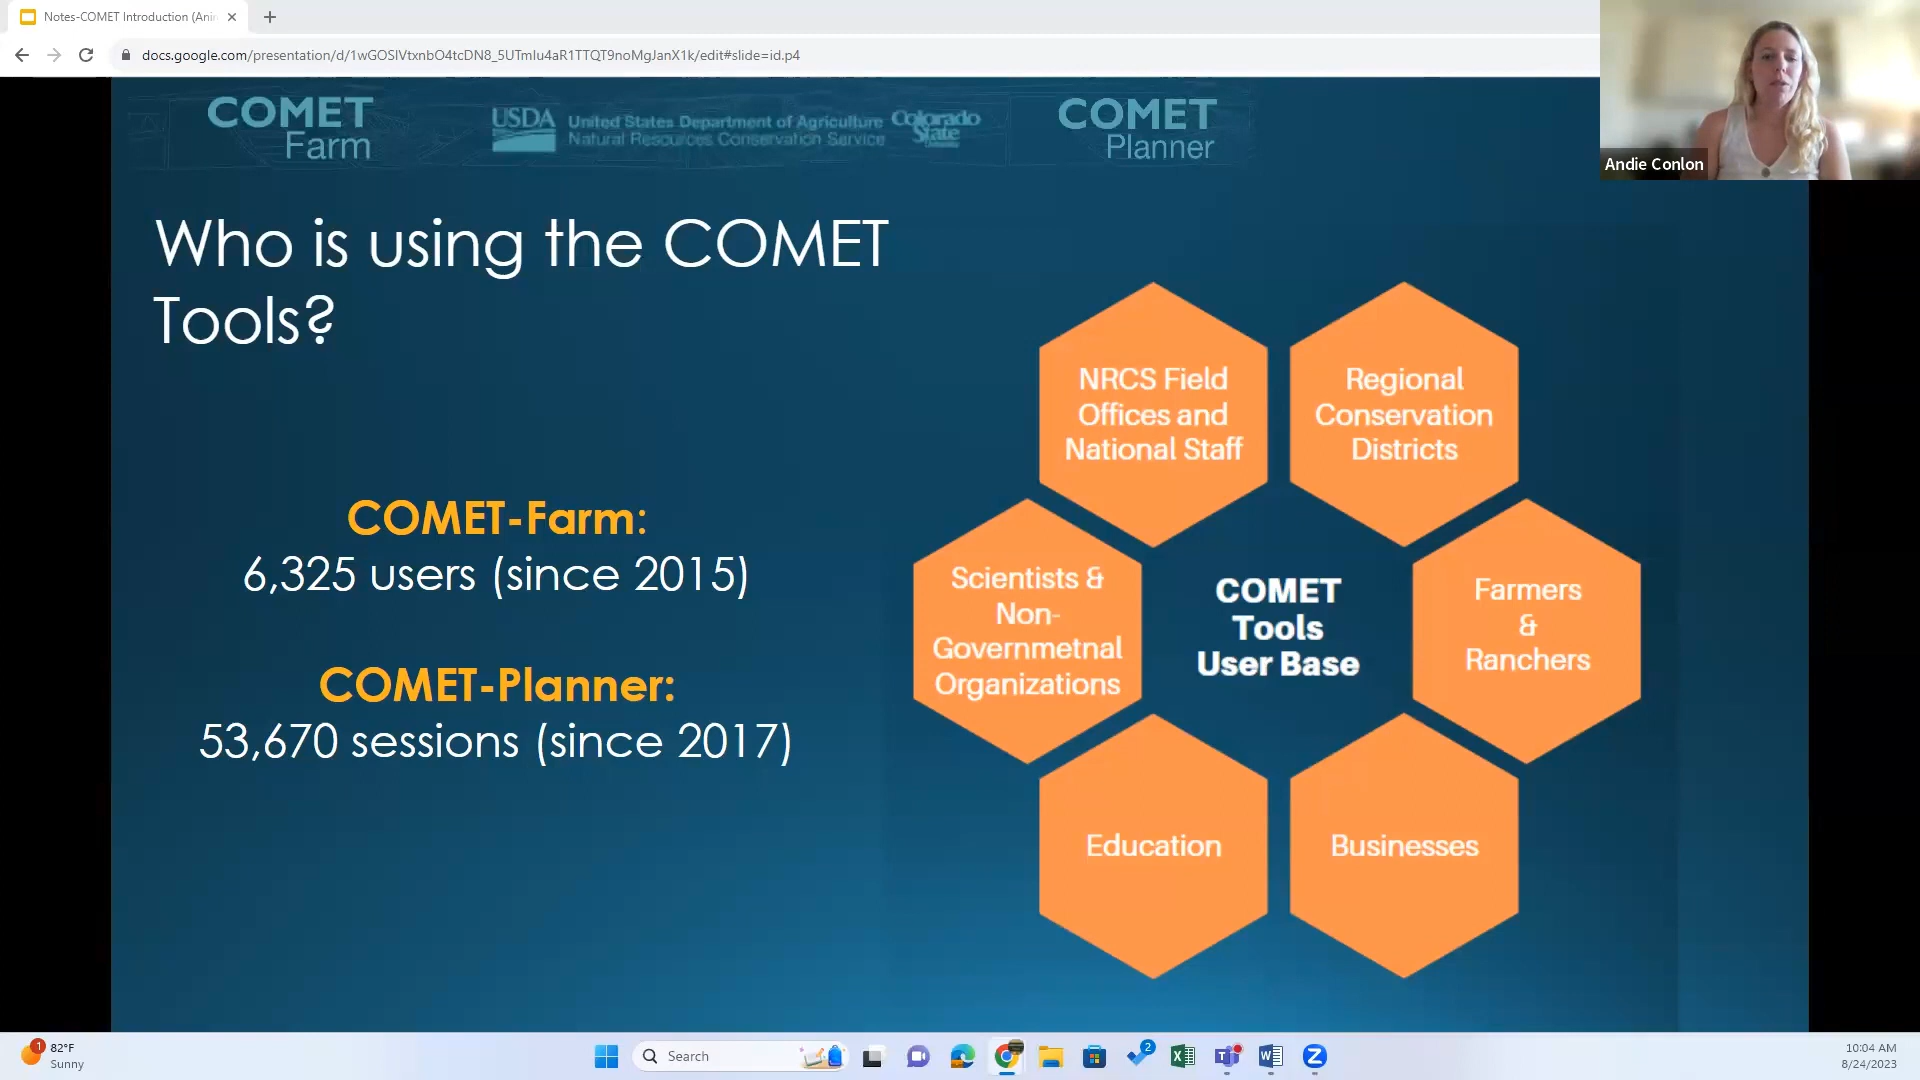 Notes-COMET Introduction (Ani
docs.google.com/presentation/d/1wGOSlVtxnbO4tcDN8_5UTmlu4aR1TTQT9noMgJanX1k/edit#slide=id.p4
Andie Conlon
COMET
Farm
USDA
United States Department of Agriculture
Natural Resources Conservation Service
Colorado
State
COMET
Planner
Who is using the COMET
Tools?
COMET-Farm:
6,325 users (since 2015)
COMET-Planner:
53,670 sessions (since 2017)
NRCS Field
Offices and
National Staff
Regional
Conservation
Districts
Scientists &
Non-
Governmetnal
Organizations
COMET
Tools
User Base
Farmers
&
Ranchers
Education
Businesses
1
82°F
Sunny
Search
2
10:04 AM
8/24/2023